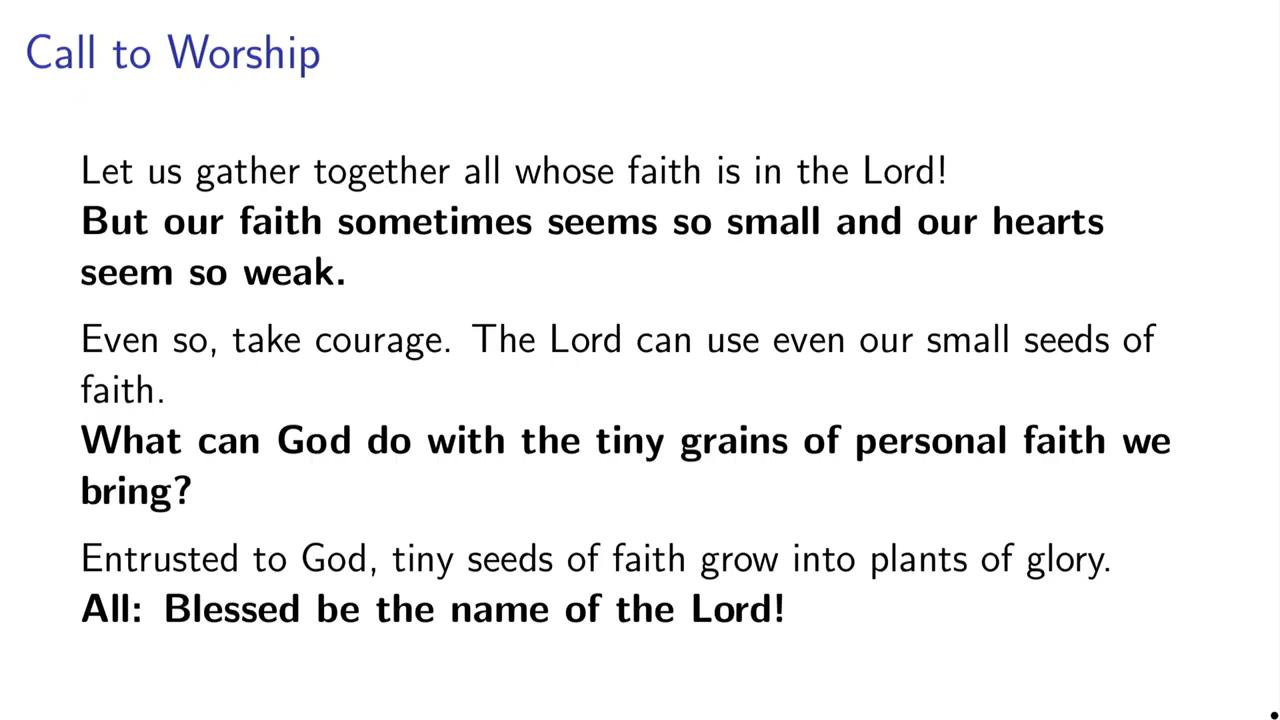 Call to Worship
Let us gather together all whose faith is in the Lord!
But our faith sometimes seems so small and our hearts
seem so weak.
Even so, take courage. The Lord can use even our small seeds of
faith.
What can God do with the tiny grains of personal faith we
bring?
Entrusted to God, tiny seeds of faith grow into plants of glory.
All: Blessed be the name of the Lord!